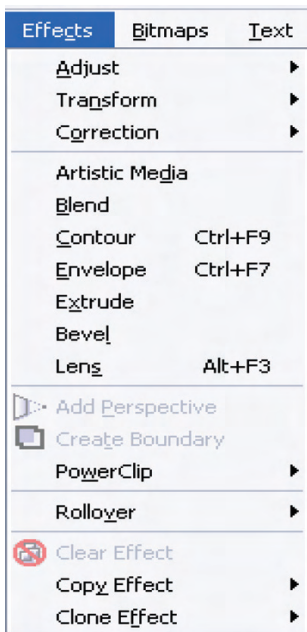 Effects Bitmaps Text
Adjust
Transform
Correction
Artistic Media
Blend
Contour Ctrl+F9
Envelope Ctrl+F7
Extrude
Bevel
Lens Alt+F3
Add Perspective
Create Boundary
PowerClip
Rollover
Clear Effect
Copy Effect
Clone Effect